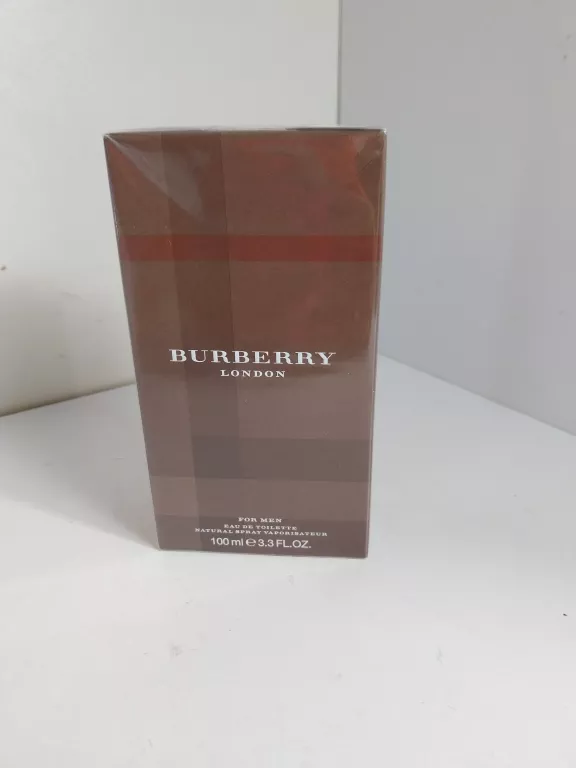 BURBERRY
LONDON
FOR MEN
EAU DE TOILETTE
NATURAL SPRAY VAPORISATEUR
100 ml ℮ 3.3 FL.OZ.